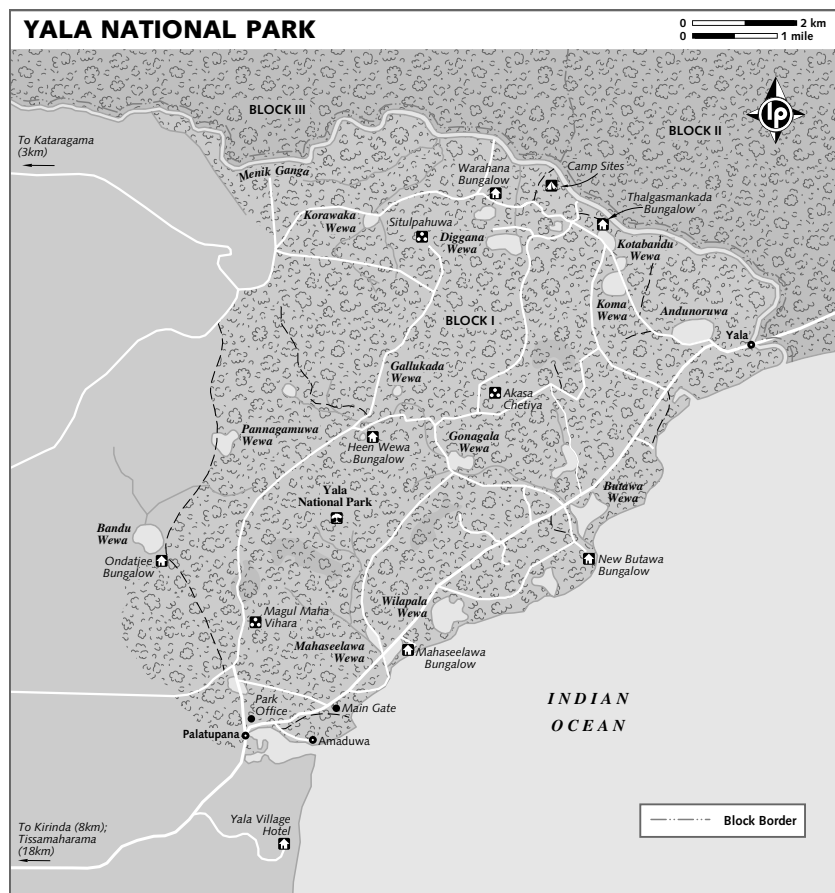 YALA NATIONAL PARK
0 2 km
0 1 mile
BLOCK III
BLOCK II
lp
To Kataragama
(3km)
Menik Ganga
Warahana
Bungalow
Camp Sites
Thalgasmankada
Bungalow
Korawaka
Wewa
Situlpahuwa
Diggana
Wewa
Kotabandu
Wewa
Koma
Wewa
Andunoruwa
BLOCK I
Yala
Gallukada
Wewa
Akasa
Chetiya
Pannagamuwa
Wewa
Heen Wewa
Bungalow
Gonagala
Wewa
Yala
National Park
Butawa
Wewa
Bandu
Wewa
Ondatjee
Bungalow
New Butawa
Bungalow
Wilapala
Wewa
Magul Maha
Vihara
Mahaseelawa
Wewa
Mahaseelawa
Bungalow
Park
Office
Main Gate
INDIAN
OCEAN
Palatupana
Amaduwa
Yala Village
Hotel
Block Border
To Kirinda (8km);
Tissamaharama
(18km)